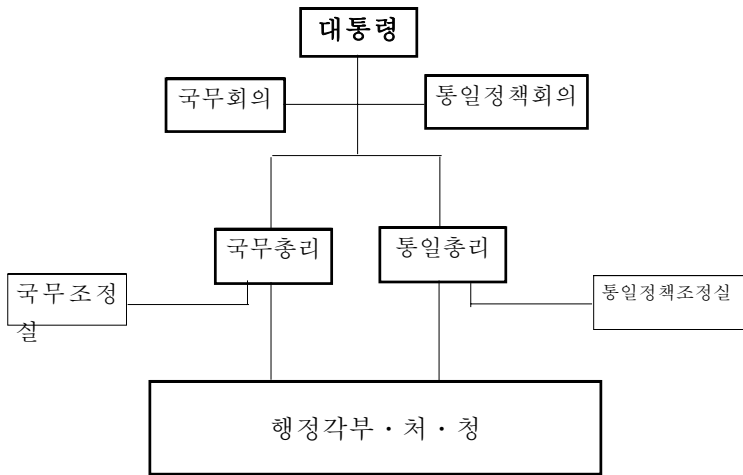 대통령
국무회의
통일정책회의
국무총리
통일총리
국무조정
실
통일정책조정실
행정각부·처·청